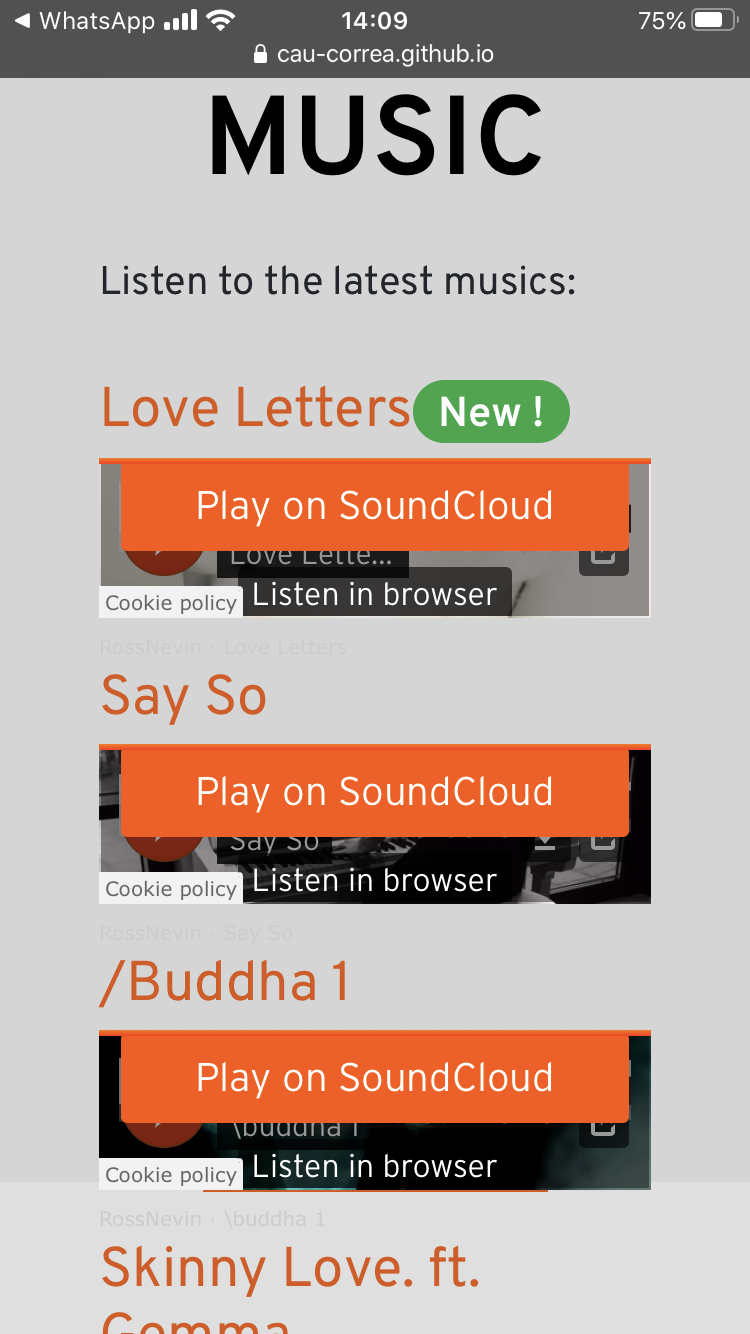 WhatsApp 14:09 75%
cau-correa.github.io
MUSIC
Listen to the latest musics:
Love Letters New !
Play on SoundCloud
Love Lette...
Listen in browser
Cookie policy
RossNevin · Love Letters
Say So
Play on SoundCloud
Say So
Listen in browser
Cookie policy
RossNevin · Say So
/Buddha 1
Play on SoundCloud
\buddha 1
Listen in browser
Cookie policy
RossNevin · \buddha 1
Skinny Love. ft.
Gemma